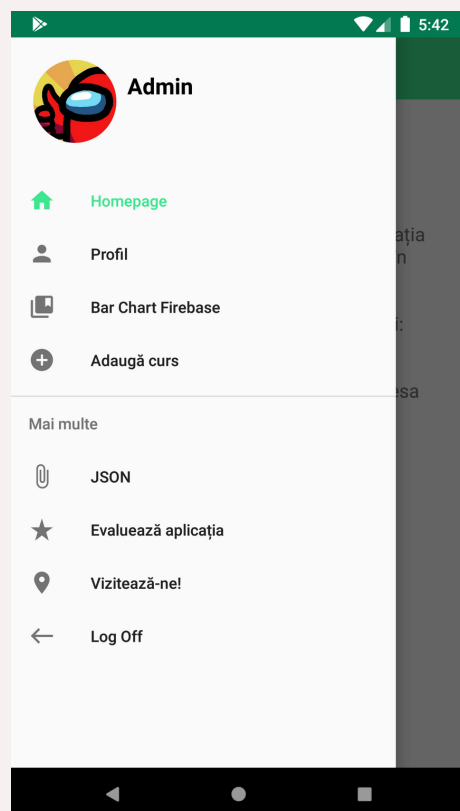 5:42
Admin
Homepage
Profil
Bar Chart Firebase
Adaugă curs
Mai multe
JSON
Evaluează aplicația
Vizitează-ne!
Log Off